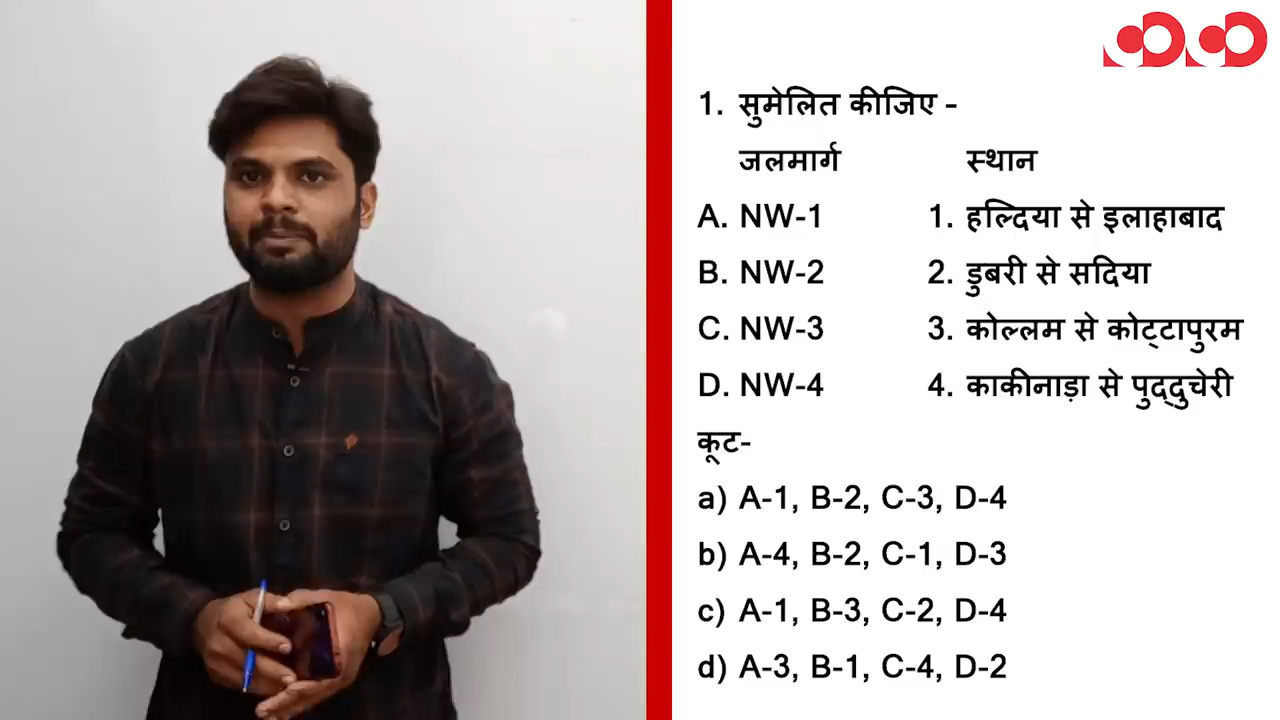 1. सुमेलित कीजिए –
जलमार्ग स्थान
A. NW-1 1. हल्दिया से इलाहाबाद
B. NW-2 2. डुबरी से सदिया
C. NW-3 3. कोल्लम से कोट्टापुरम
D. NW-4 4. काकीनाड़ा से पुद्दुचेरी
कूट-
a) A-1, B-2, C-3, D-4
b) A-4, B-2, C-1, D-3
c) A-1, B-3, C-2, D-4
d) A-3, B-1, C-4, D-2